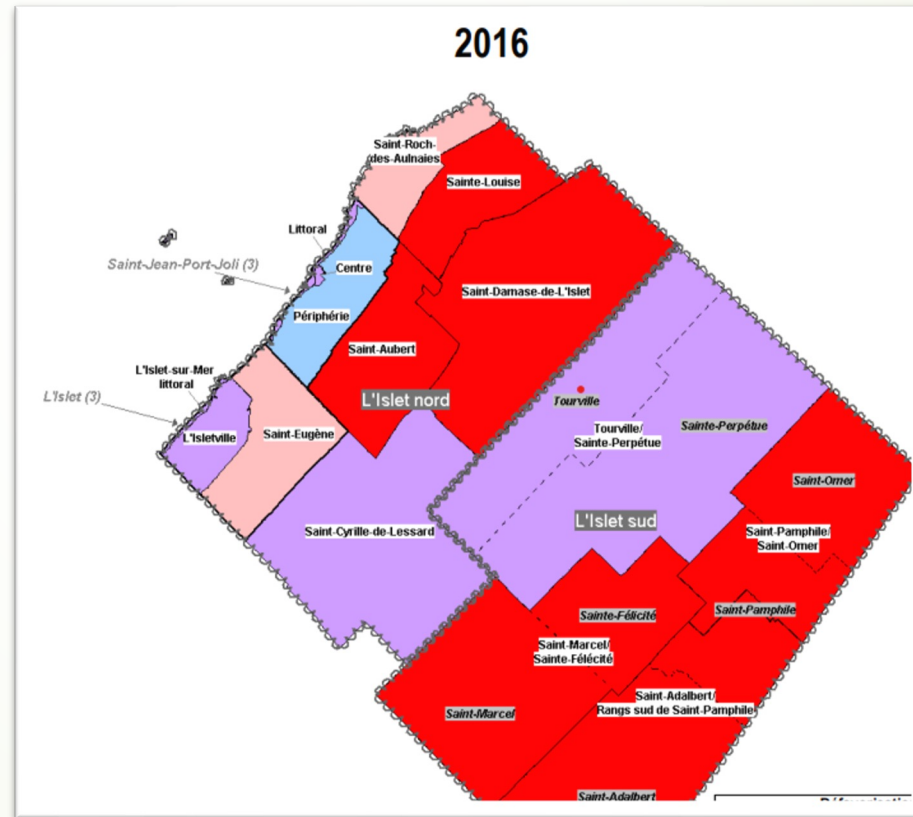 2016
Saint-Roch-
des-Aulnaies
Sainte-Louise
Littoral
Saint-Jean-Port-Joli (3)
Centre
Saint-Damase-de-L'Islet
Périphérie
Saint-Aubert
L'Islet-sur-Mer
littoral
L'Islet (3)
L'Islet nord
Tourville
L'Isletville
Saint-Eugène
Tourville/
Sainte-Perpétue
Sainte-Perpétue
Saint-Omer
Saint-Cyrille-de-Lessard
L'Islet sud
Saint-Pamphile/
Saint-Omer
Sainte-Félicité
Saint-Pamphile
Saint-Marcel/
Sainte-Félécité
Saint-Adalbert/
Rangs sud de Saint-Pamphile
Saint-Marcel
Saint-Adalbert